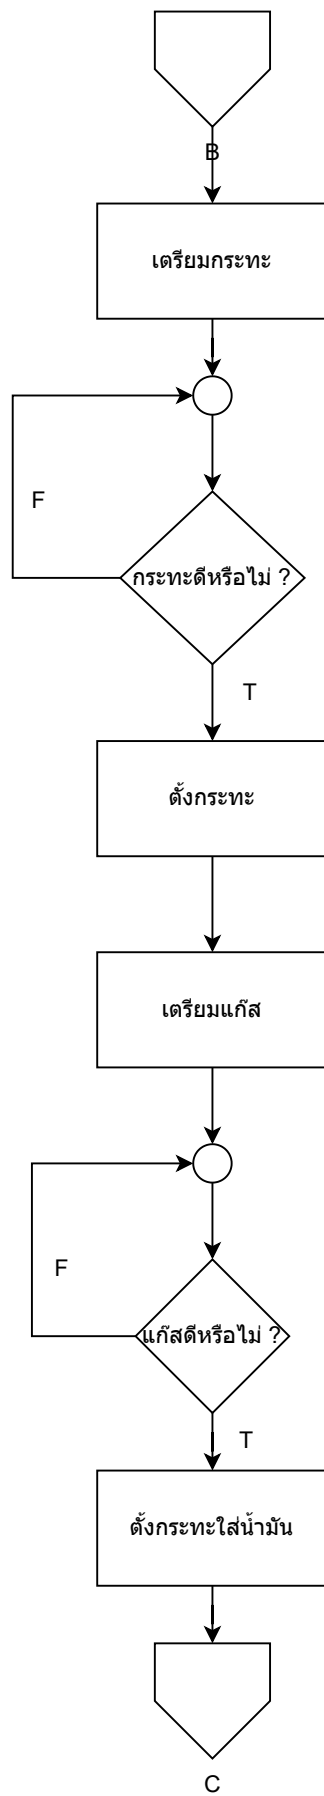 B
เตรียมกระทะ
F
กระทะดีหรือไม่ ?
T
ตั้งกระทะ
เตรียมแก๊ส
F
แก๊สดีหรือไม่ ?
T
ตั้งกระทะใส่น้ำมัน
C